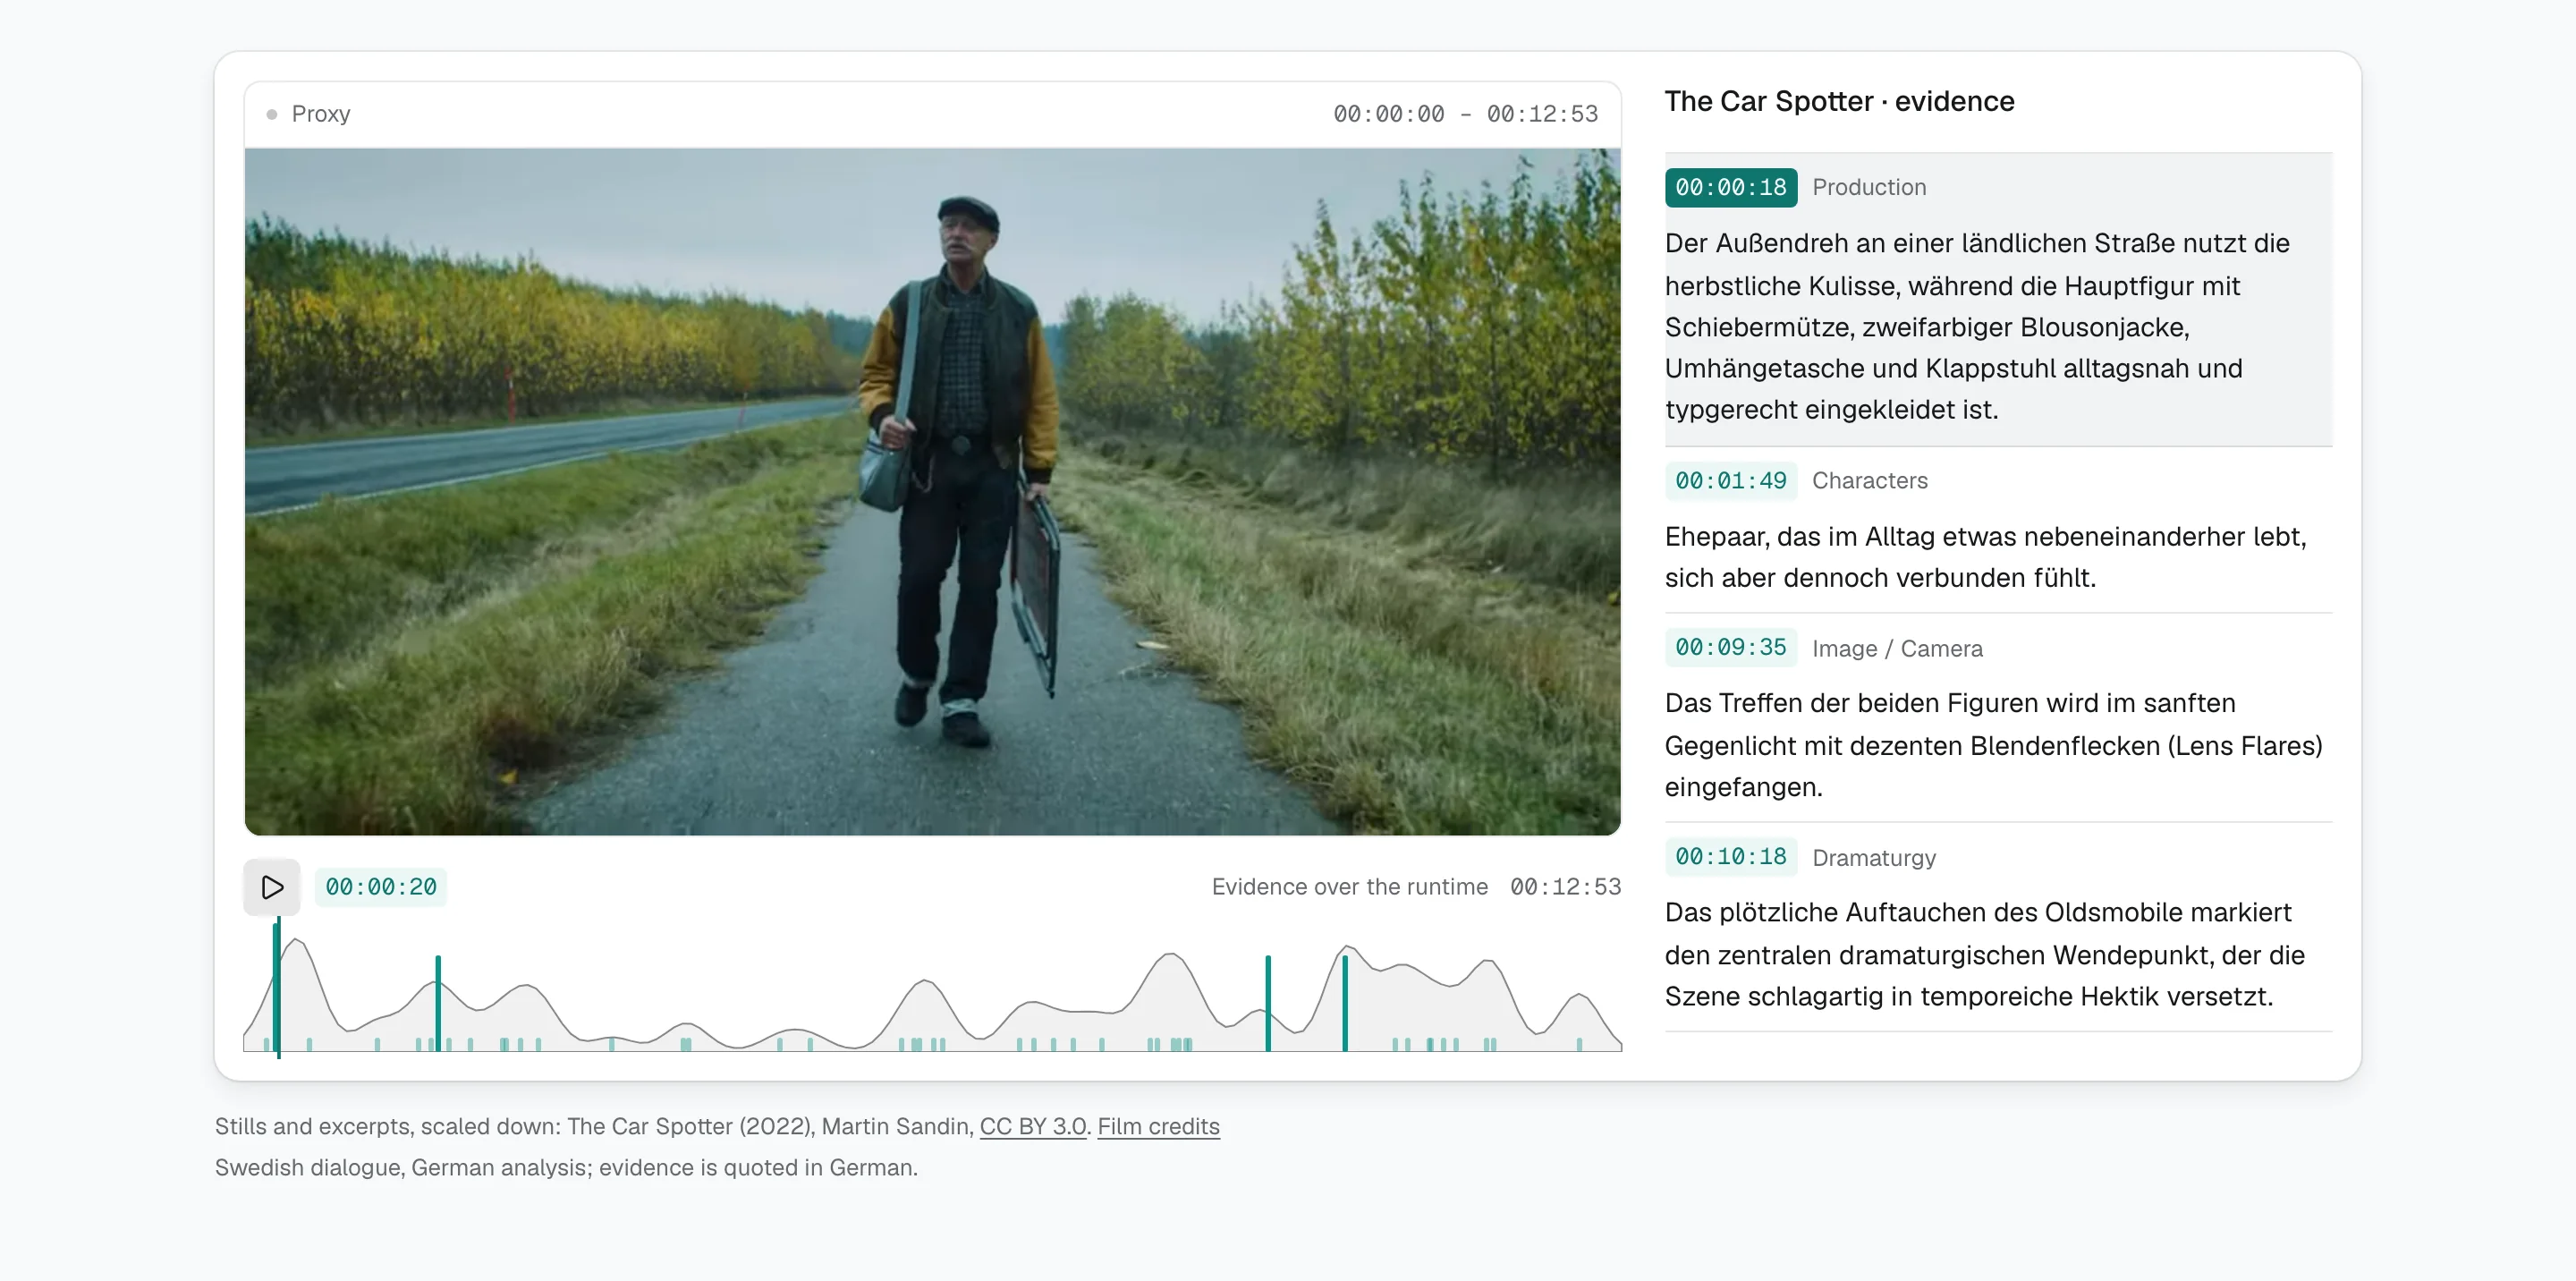 Proxy
00:00:00 – 00:12:53
00:00:20
Evidence over the runtime 00:12:53
The Car Spotter · evidence
00:00:18 Production
Der Außendreh an einer ländlichen Straße nutzt die
herbstliche Kulisse, während die Hauptfigur mit
Schiebermütze, zweifarbiger Blousonjacke,
Umhängetasche und Klappstuhl alltagsnah und
typgerecht eingekleidet ist.
00:01:49 Characters
Ehepaar, das im Alltag etwas nebeneinanderher lebt,
sich aber dennoch verbunden fühlt.
00:09:35 Image / Camera
Das Treffen der beiden Figuren wird im sanften
Gegenlicht mit dezenten Blendenflecken (Lens Flares)
eingefangen.
00:10:18 Dramaturgy
Das plötzliche Auftauchen des Oldsmobile markiert
den zentralen dramaturgischen Wendepunkt, der die
Szene schlagartig in temporeiche Hektik versetzt.
Stills and excerpts, scaled down: The Car Spotter (2022), Martin Sandin, CC BY 3.0. Film credits
Swedish dialogue, German analysis; evidence is quoted in German.